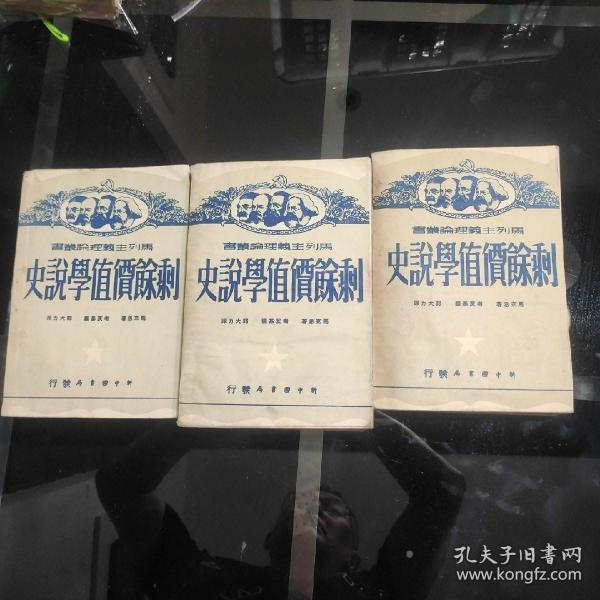 書叢論理義主列馬
史說學值價餘剩
譯力大郭 編基茨考 著思克馬
行發局書國中新
書叢論理義主列馬
史說學值價餘剩
譯力大郭 編基茨考 著思克馬
行發局書國中新
書叢論理義主列馬
史說學值價餘剩
譯力大郭 編基茨考 著思克馬
行發局書國中新
孔夫子旧書网
www.kongfz.com